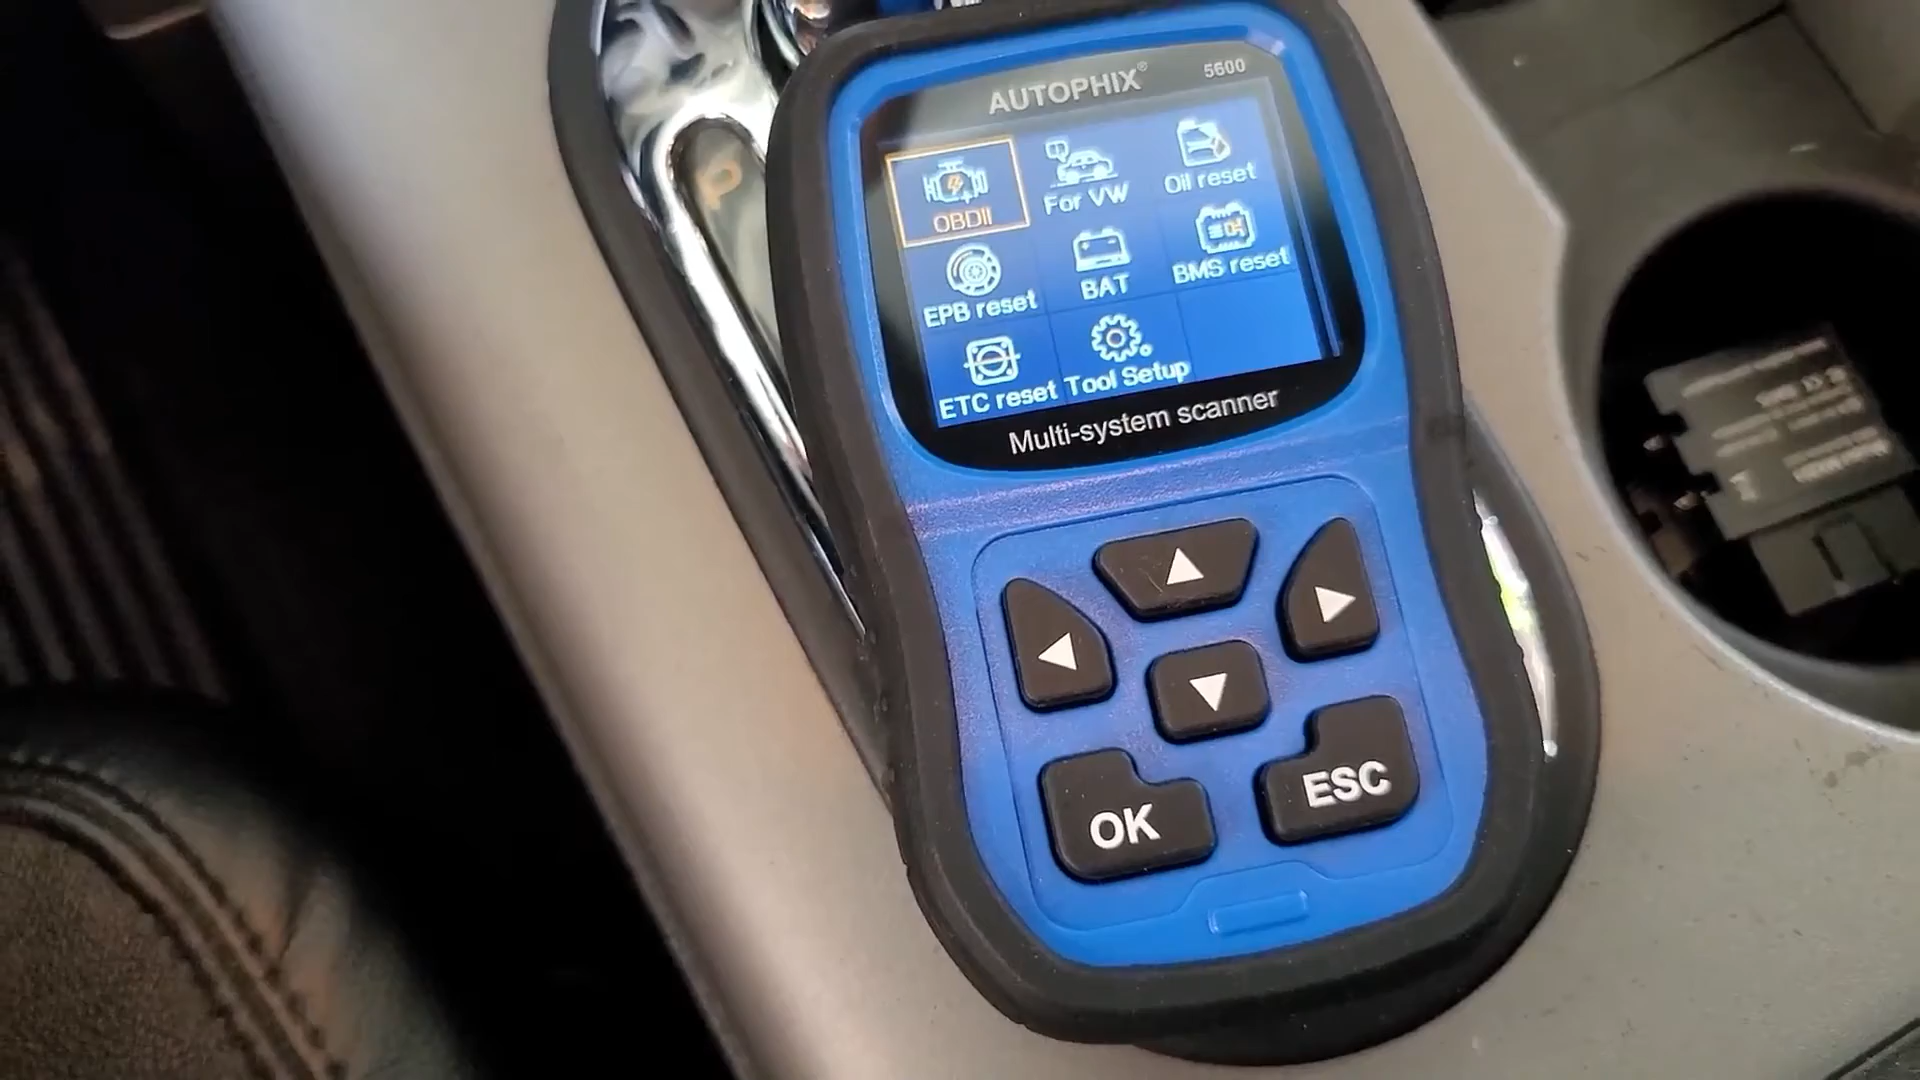 AUTOPHIX® 5600
OBDII For VW Oil reset
EPB reset BAT BMS reset
ETC reset Tool Setup
Multi-system scanner
OK ESC